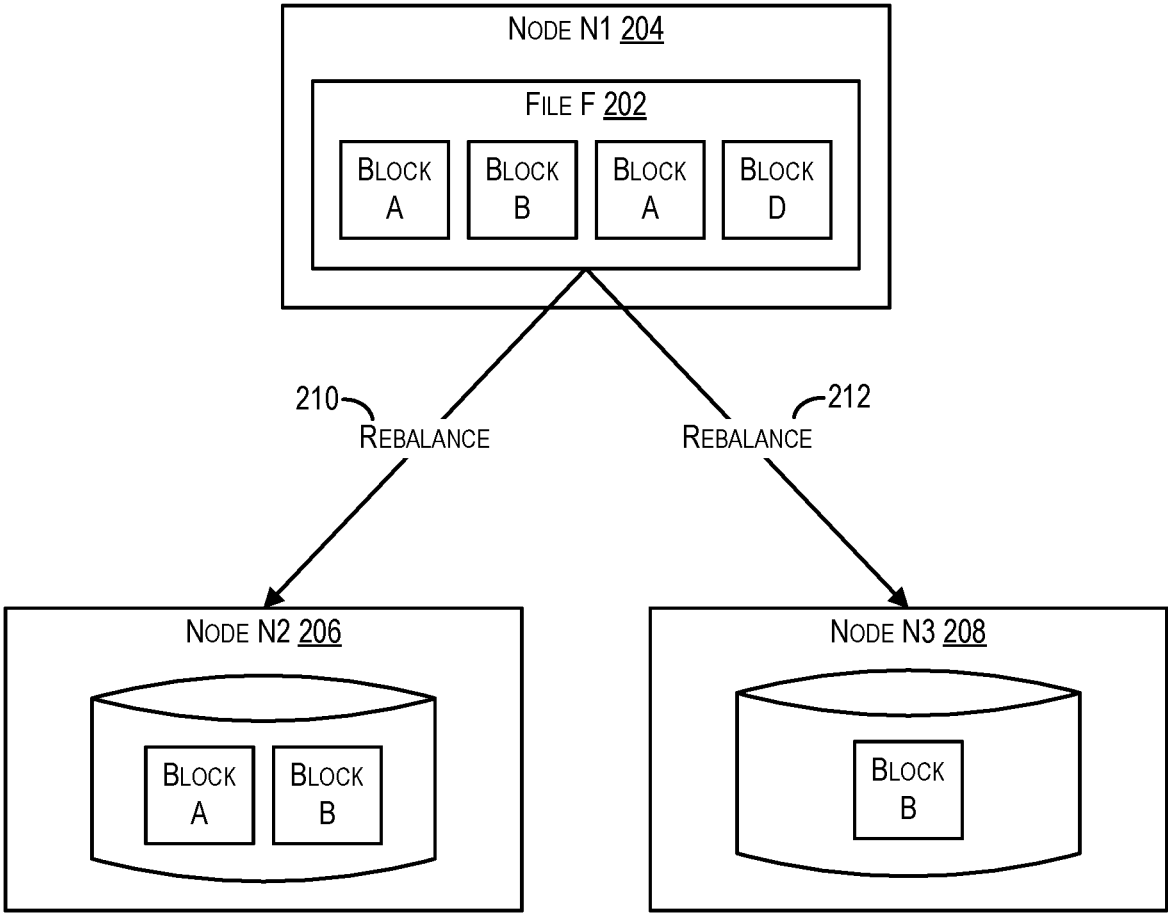 Node N1 204
File F 202
Block
A
Block
B
Block
A
Block
D
210
Rebalance
212
Rebalance
Node N2 206
Block
A
Block
B
Node N3 208
Block
B